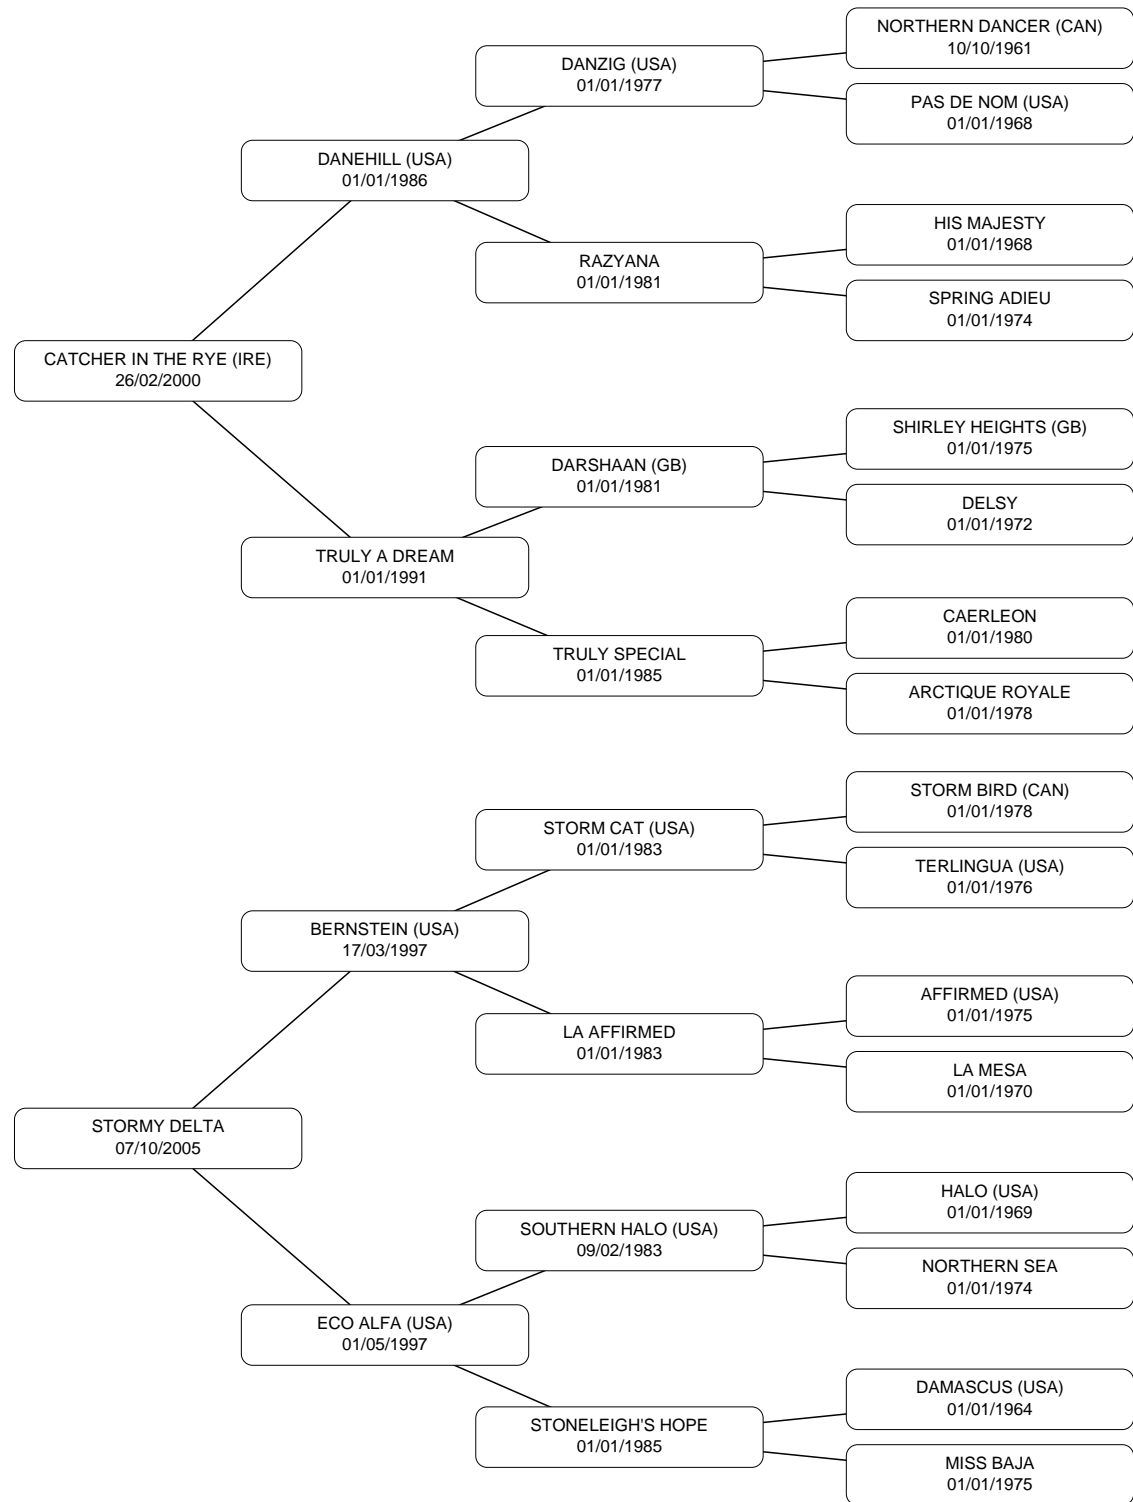 NORTHERN DANCER (CAN)
10/10/1961
DANZIG (USA)
01/01/1977
PAS DE NOM (USA)
01/01/1968
DANEHILL (USA)
01/01/1986
HIS MAJESTY
01/01/1968
RAZYANA
01/01/1981
SPRING ADIEU
01/01/1974
CATCHER IN THE RYE (IRE)
26/02/2000
SHIRLEY HEIGHTS (GB)
01/01/1975
DARSHAAN (GB)
01/01/1981
DELSY
01/01/1972
TRULY A DREAM
01/01/1991
CAERLEON
01/01/1980
TRULY SPECIAL
01/01/1985
ARCTIQUE ROYALE
01/01/1978
STORM BIRD (CAN)
01/01/1978
STORM CAT (USA)
01/01/1983
TERLINGUA (USA)
01/01/1976
BERNSTEIN (USA)
17/03/1997
AFFIRMED (USA)
01/01/1975
LA AFFIRMED
01/01/1983
LA MESA
01/01/1970
STORMY DELTA
07/10/2005
HALO (USA)
01/01/1969
SOUTHERN HALO (USA)
09/02/1983
NORTHERN SEA
01/01/1974
ECO ALFA (USA)
01/05/1997
DAMASCUS (USA)
01/01/1964
STONELEIGH'S HOPE
01/01/1985
MISS BAJA
01/01/1975